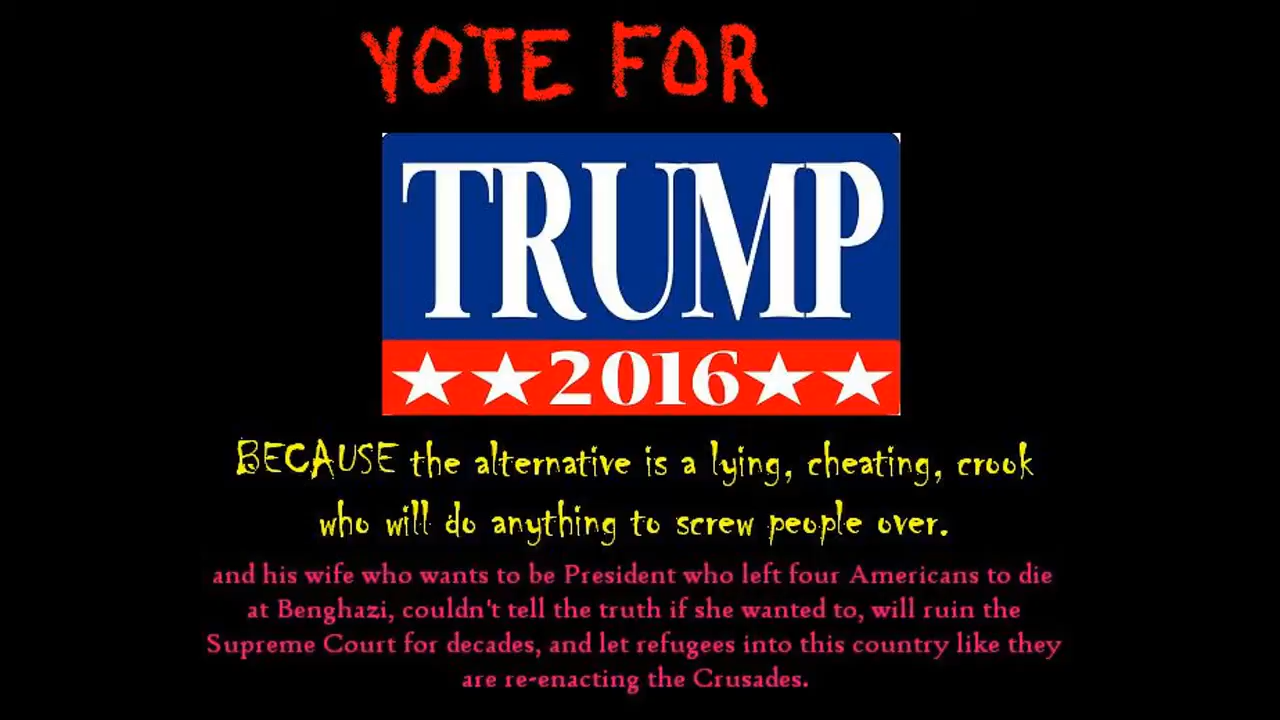 VOTE FOR
TRUMP
★★2016★★
BECAUSE the alternative is a lying, cheating, crook
who will do anything to screw people over.
and his wife who wants to be President who left four Americans to die
at Benghazi, couldn't tell the truth if she wanted to, will ruin the
Supreme Court for decades, and let refugees into this country like they
are re-enacting the Crusades.